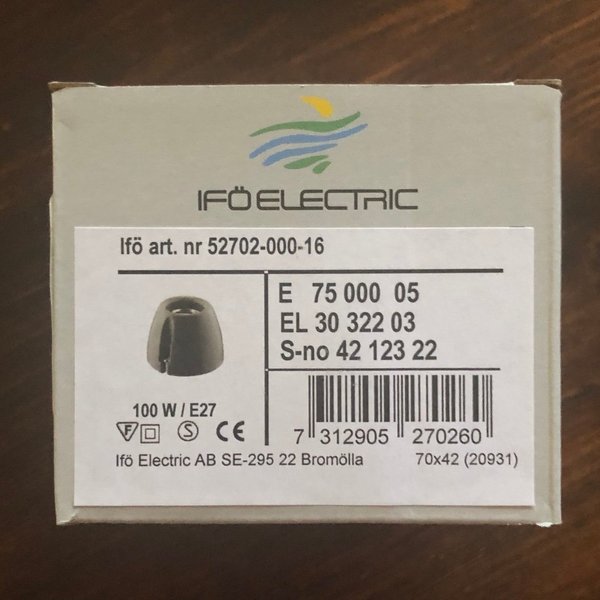 IFÖ ELECTRIC
Ifö art. nr 52702-000-16
E 75 000 05
EL 30 322 03
S-no 42 123 22
100 W / E27
F S CE
7 312905 270260
Ifö Electric AB SE-295 22 Bromölla 70x42 (20931)